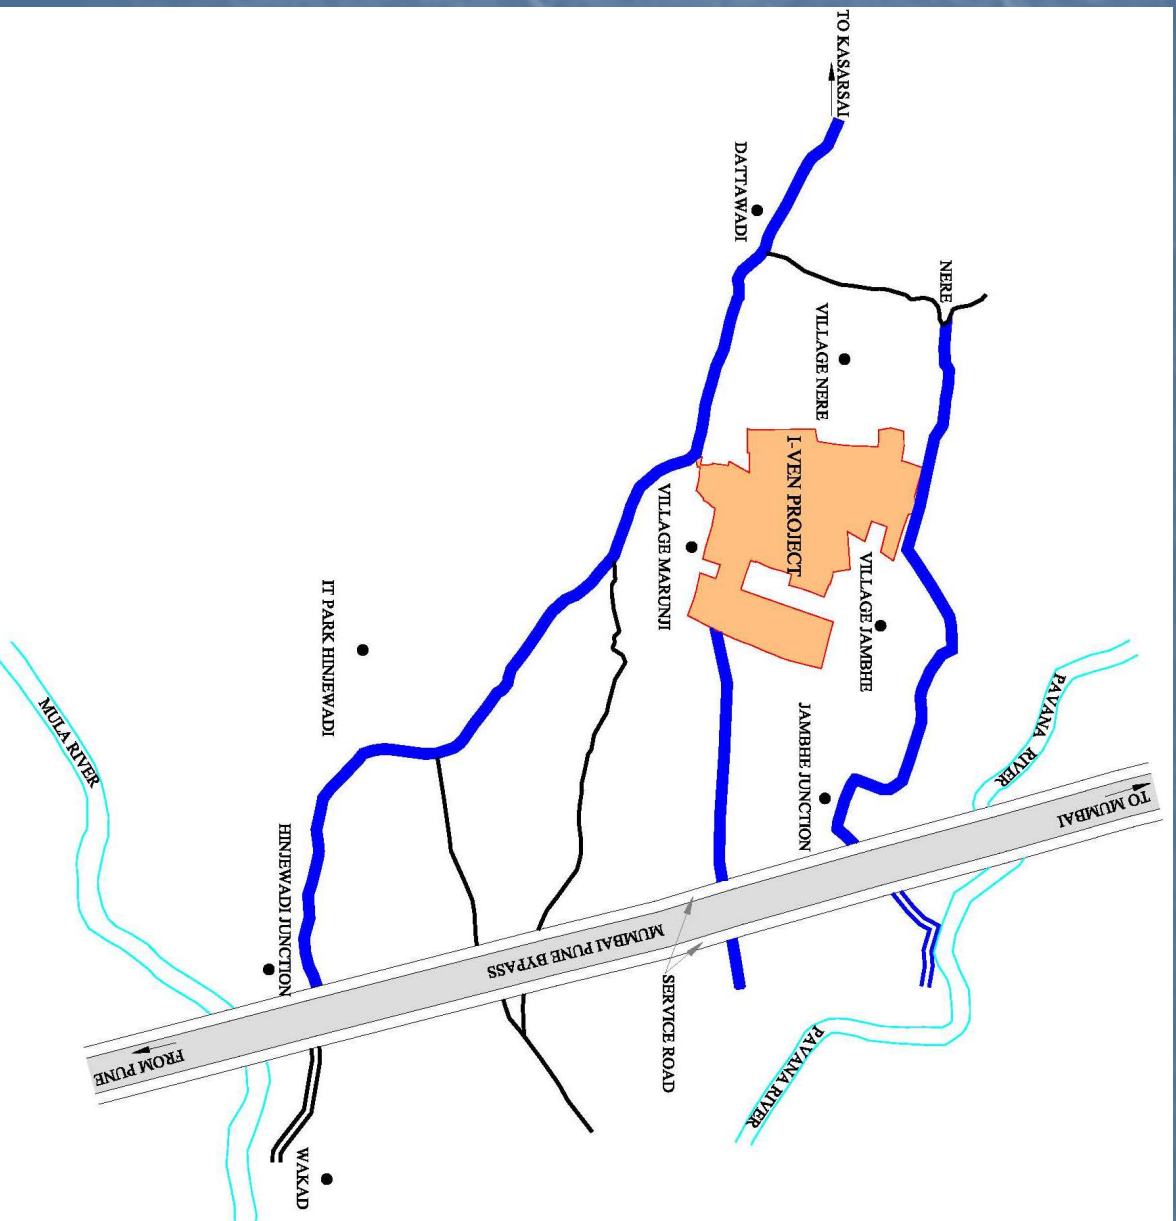 TO KASARSAI
DATTAWADI
NERE
VILLAGE NERE
I-VEN PROJECT
VILLAGE MARUNJI
VILLAGE JAMBHE
IT PARK HINJEWADI
PAVANA RIVER
MULA RIVER
JAMBHE JUNCTION
TO MUMBAI
HINJEWADI JUNCTION
MUMBAI PUNE BYPASS
SERVICE ROAD
PAVANA RIVER
FROM PUNE
WAKAD